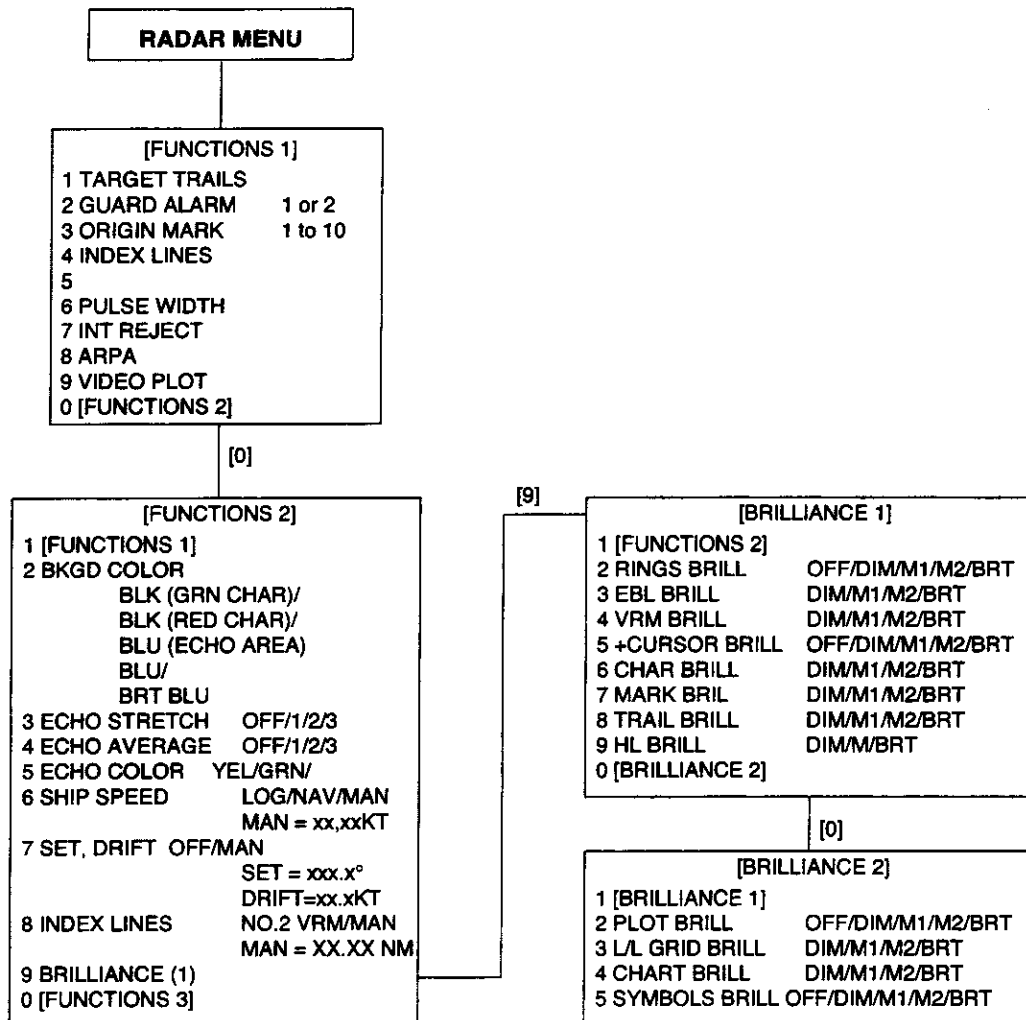 RADAR MENU
[FUNCTIONS 1]
1 TARGET TRAILS
2 GUARD ALARM 1 or 2
3 ORIGIN MARK 1 to 10
4 INDEX LINES
5
6 PULSE WIDTH
7 INT REJECT
8 ARPA
9 VIDEO PLOT
0 [FUNCTIONS 2]
[0]
[FUNCTIONS 2]
1 [FUNCTIONS 1]
2 BKGD COLOR
BLK (GRN CHAR)/
BLK (RED CHAR)/
BLU (ECHO AREA)
BLU/
BRT BLU
3 ECHO STRETCH OFF/1/2/3
4 ECHO AVERAGE OFF/1/2/3
5 ECHO COLOR YEL/GRN/
6 SHIP SPEED LOG/NAV/MAN
MAN = xx,xxKT
7 SET, DRIFT OFF/MAN
SET = xxx.x°
DRIFT=xx.xKT
8 INDEX LINES NO.2 VRM/MAN
MAN = XX.XX NM
9 BRILLIANCE (1)
0 [FUNCTIONS 3]
[9]
[BRILLIANCE 1]
1 [FUNCTIONS 2]
2 RINGS BRILL OFF/DIM/M1/M2/BRT
3 EBL BRILL DIM/M1/M2/BRT
4 VRM BRILL DIM/M1/M2/BRT
5 +CURSOR BRILL OFF/DIM/M1/M2/BRT
6 CHAR BRILL DIM/M1/M2/BRT
7 MARK BRIL DIM/M1/M2/BRT
8 TRAIL BRILL DIM/M1/M2/BRT
9 HL BRILL DIM/M/BRT
0 [BRILLIANCE 2]
[0]
[BRILLIANCE 2]
1 [BRILLIANCE 1]
2 PLOT BRILL OFF/DIM/M1/M2/BRT
3 L/L GRID BRILL DIM/M1/M2/BRT
4 CHART BRILL DIM/M1/M2/BRT
5 SYMBOLS BRILL OFF/DIM/M1/M2/BRT